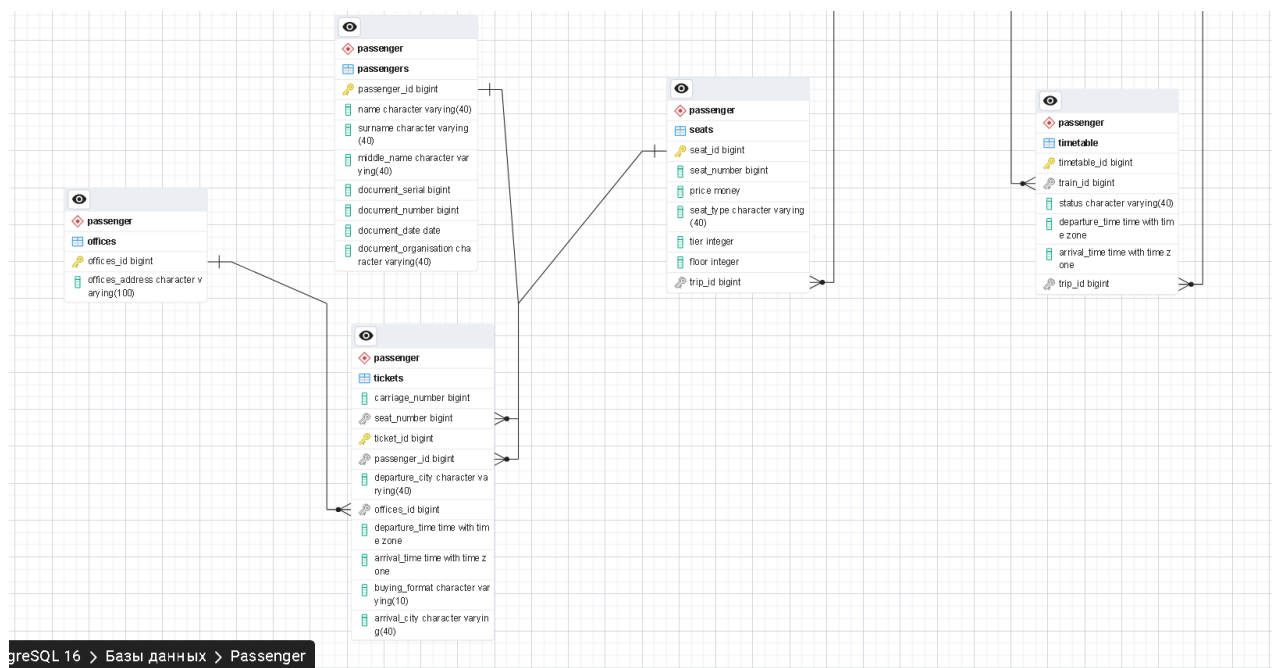 passenger
passengers
passenger_id bigint
name character varying(40)
surname character varying
(40)
middle_name character var
ying(40)
document_serial bigint
document_number bigint
document_date date
document_organisation cha
racter varying(40)
passenger
offices
offices_id bigint
offices_address character v
arying(100)
passenger
seats
seat_id bigint
seat_number bigint
price money
seat_type character varying
(40)
tier integer
floor integer
trip_id bigint
passenger
timetable
timetable_id bigint
train_id bigint
status character varying(40)
departure_time time with tim
e zone
arrival_time time with time z
one
trip_id bigint
passenger
tickets
carriage_number bigint
seat_number bigint
ticket_id bigint
passenger_id bigint
departure_city character va
rying(40)
offices_id bigint
departure_time time with tim
e zone
arrival_time time with time z
one
buying_format character var
ying(10)
arrival_city character varyin
g(40)
greSQL 16 > Базы данных > Passenger